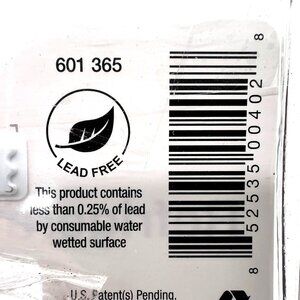 601 365
LEAD FREE
This product contains
less than 0.25% of lead
by consumable water
wetted surface
U.S. Patent(s) Pending.
8 52535 00402 8